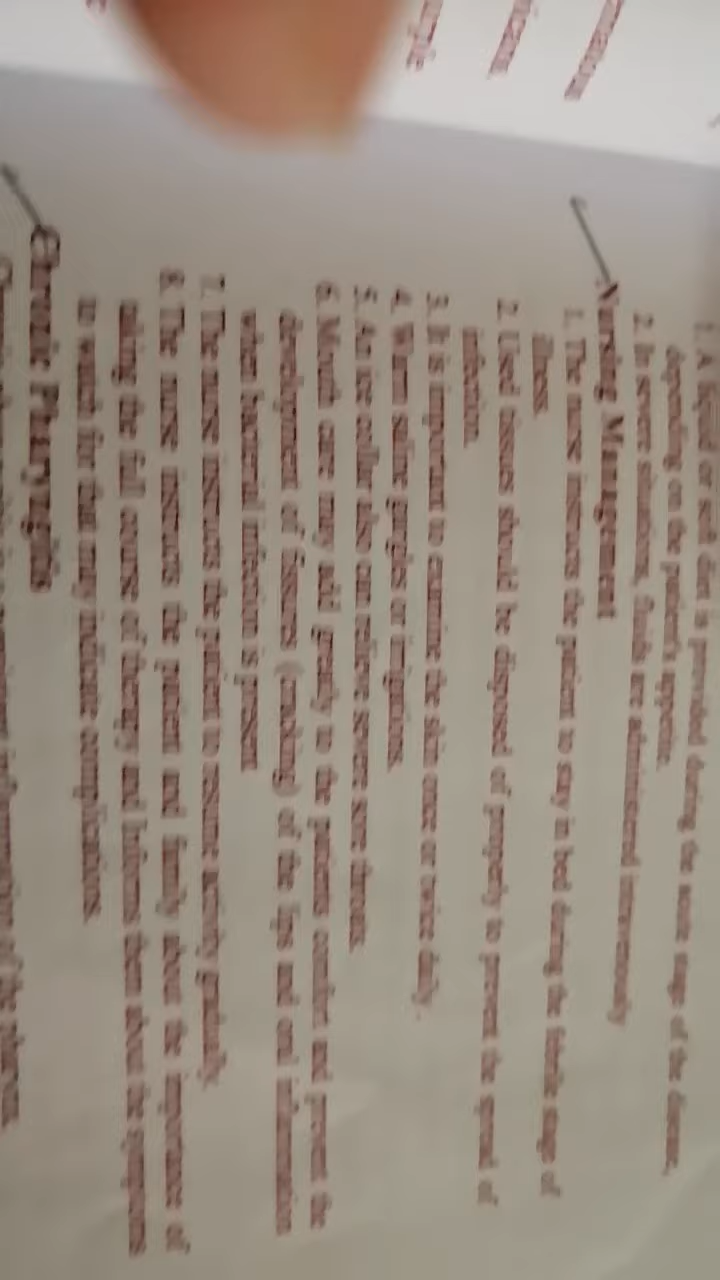 1. A liquid or soft diet is provided during the acute stage of the disease,
depending on the patient's appetite.
2. In severe situations, fluids are administered intravenously
Nursing Management
1. The nurse instructs the patient to stay in bed during the febrile stage of
illness.
2. Used tissues should be disposed of properly to prevent the spread of
infection.
3. It is important to examine the skin once or twice daily.
4. Warm saline gargles or irrigations.
5. An ice collar also can relieve severe sore throats.
6. Mouth care may add greatly to the patients comfort and prevent the
development of fissures (cracking) of the lips and oral inflammation
when bacterial infection is present.
7. The nurse instructs the patient to resume activity gradually.
8. The nurse instructs the patient and family about the importance of
taking the full course of therapy and Informs them about the symptoms
to watch for that may indicate complications.
Chronic Pharyngitis
inflammation of the pharynx